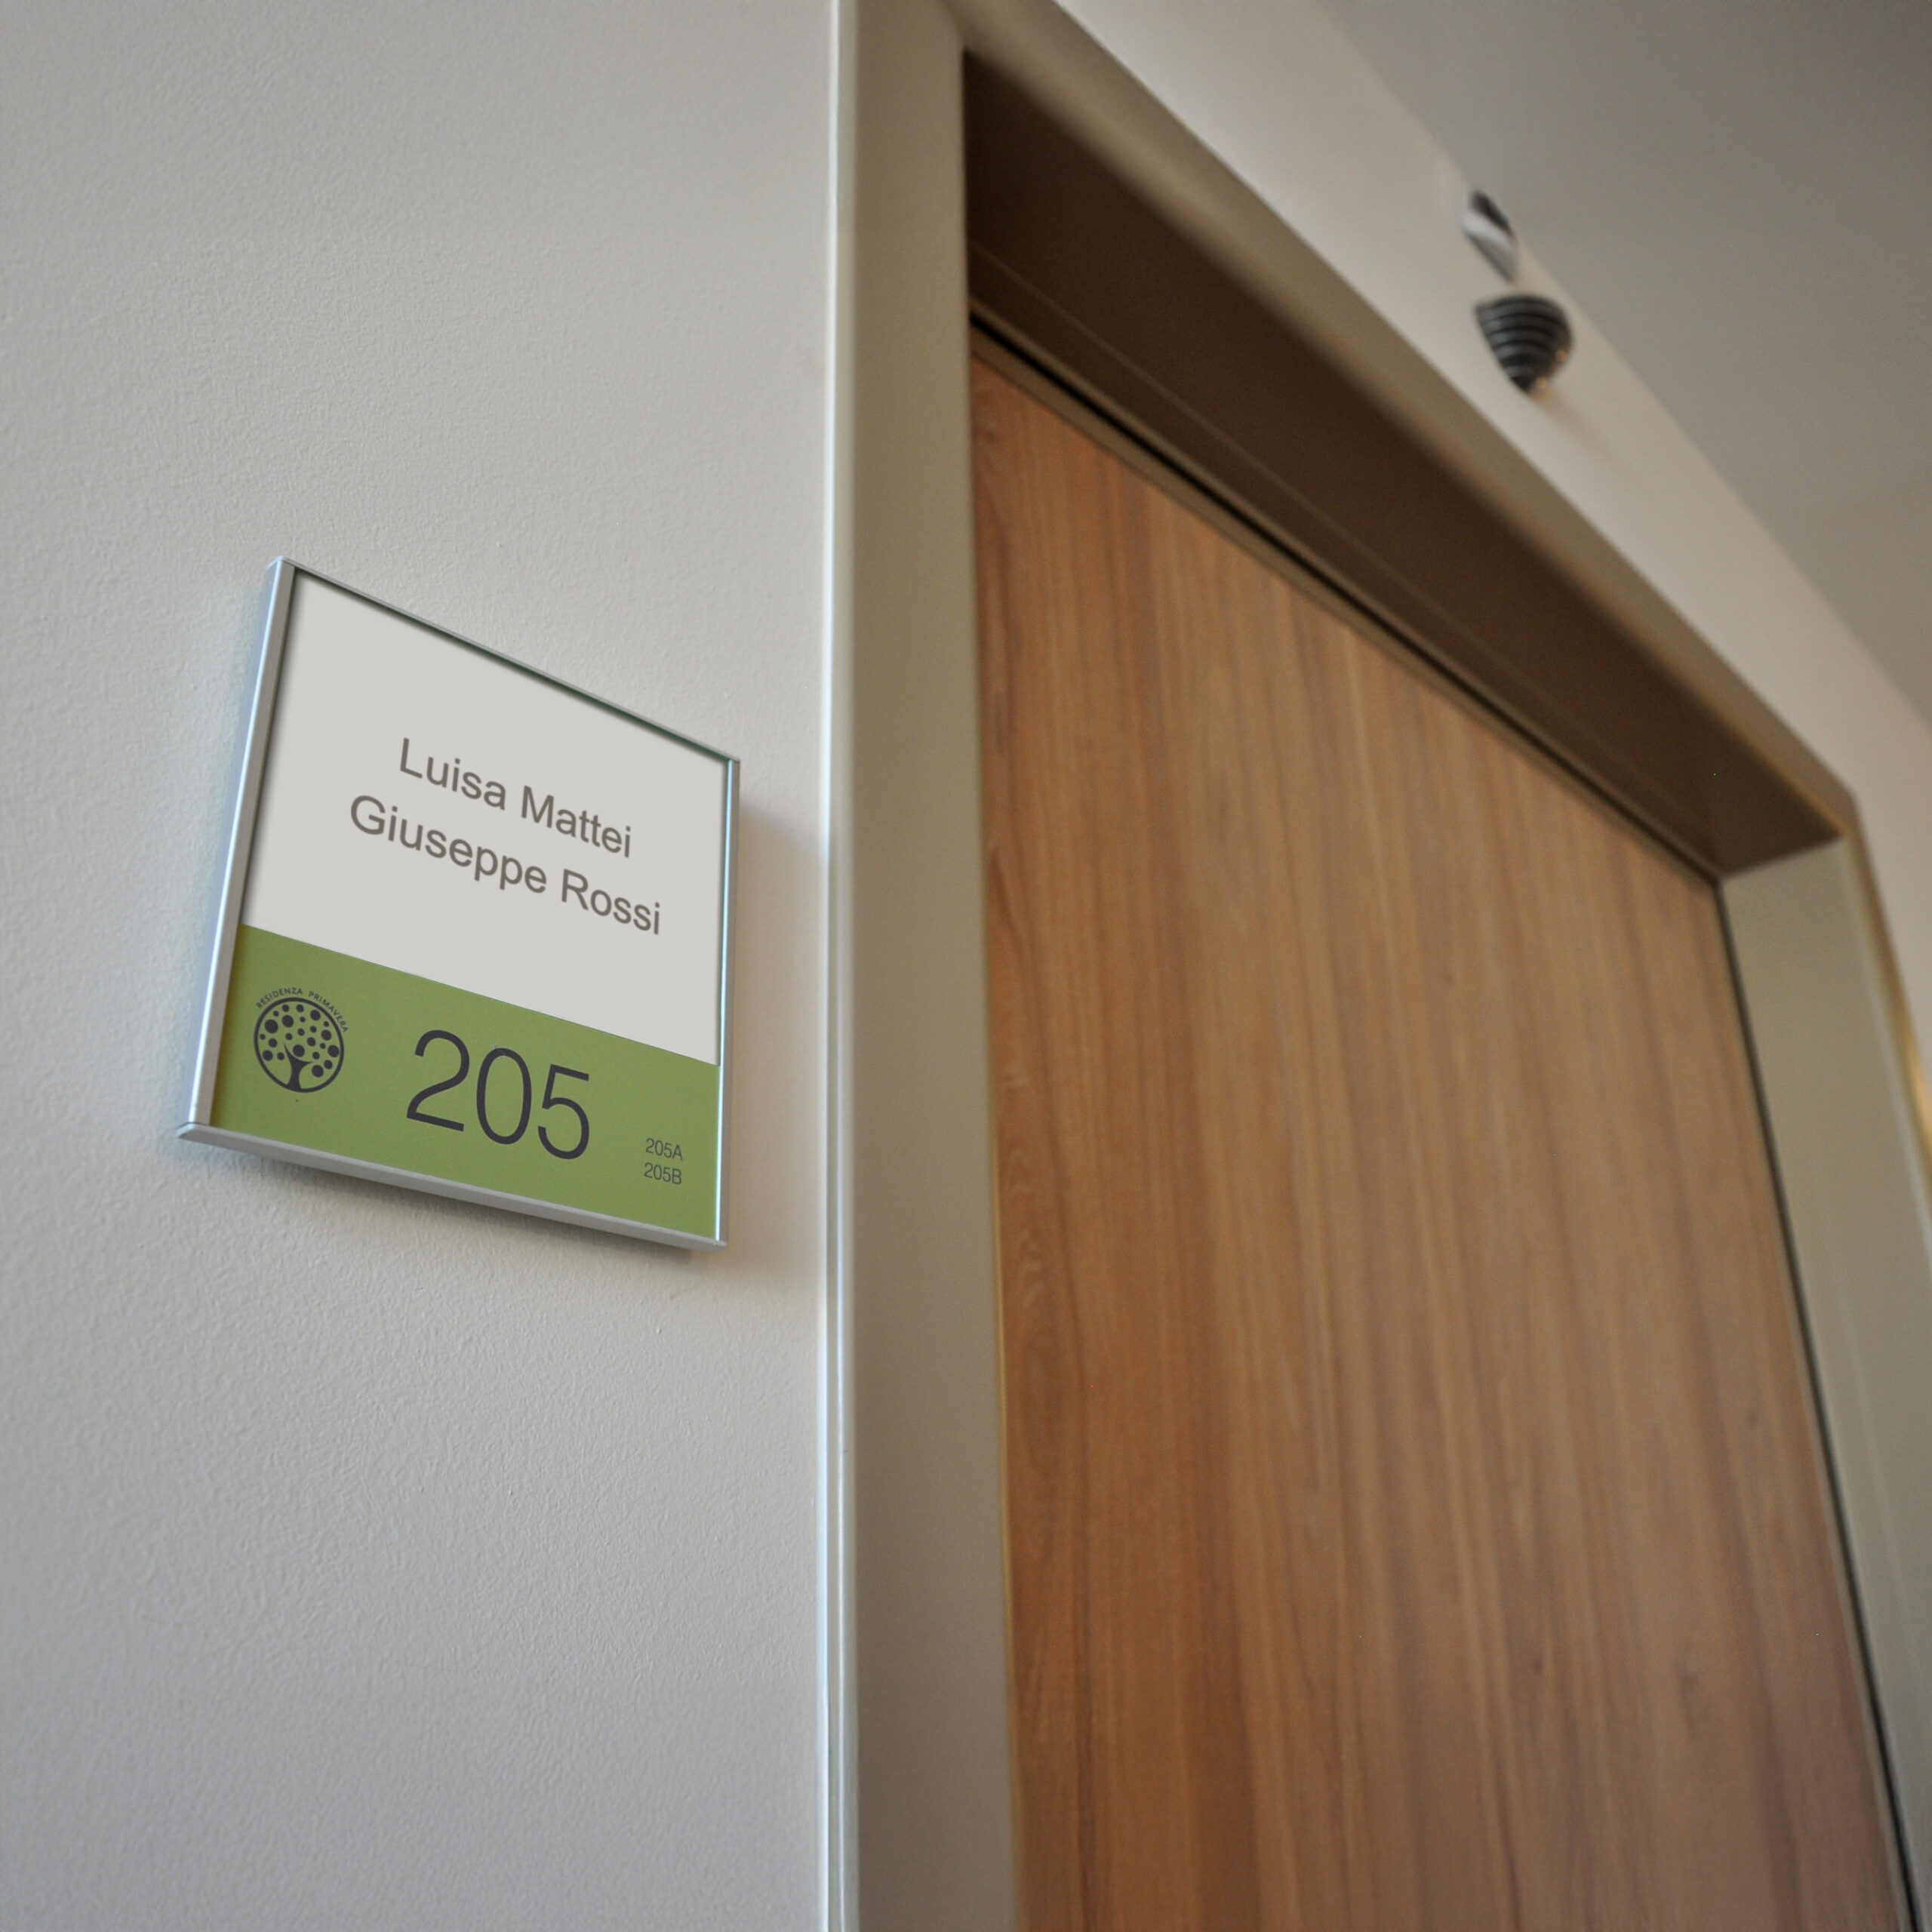 Luisa Mattei
Giuseppe Rossi
RESIDENZA PRIMAVERA
205
205A
205B